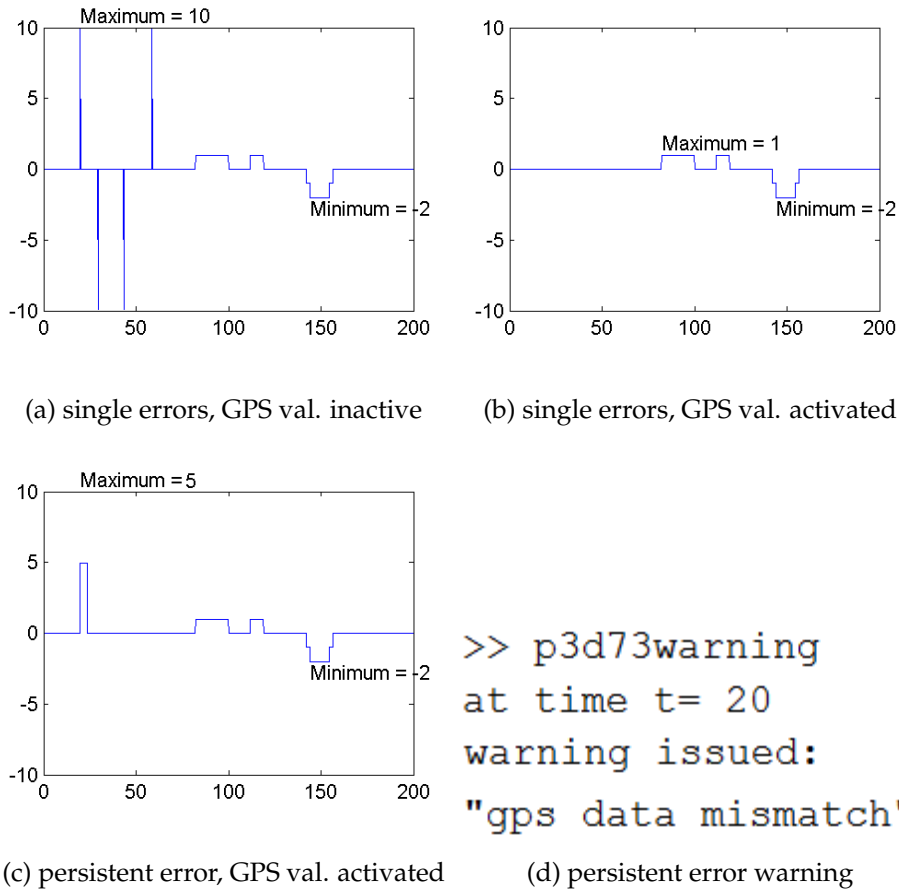 Maximum = 10
10
5
0
-5
-10
0 50 100 150 200
Minimum = -2
(a) single errors, GPS val. inactive
10
5
0
-5
-10
0 50 100 150 200
Maximum = 1
Minimum = -2
(b) single errors, GPS val. activated
Maximum = 5
10
5
0
-5
-10
0 50 100 150 200
Minimum = -2
(c) persistent error, GPS val. activated
>> p3d73warning
at time t= 20
warning issued:
"gps data mismatch"
(d) persistent error warning